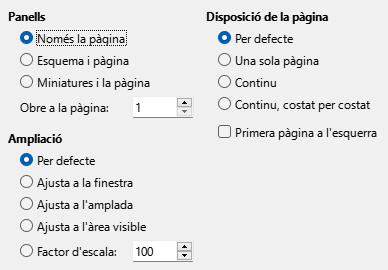 Panells
Només la pàgina
Esquema i pàgina
Miniatures i la pàgina
Obre a la pàgina: 1
Ampliació
Per defecte
Ajusta a la finestra
Ajusta a l'amplada
Ajusta a l'àrea visible
Factor d'escala: 100
Disposició de la pàgina
Per defecte
Una sola pàgina
Continu
Continu, costat per costat
Primera pàgina a l'esquerra